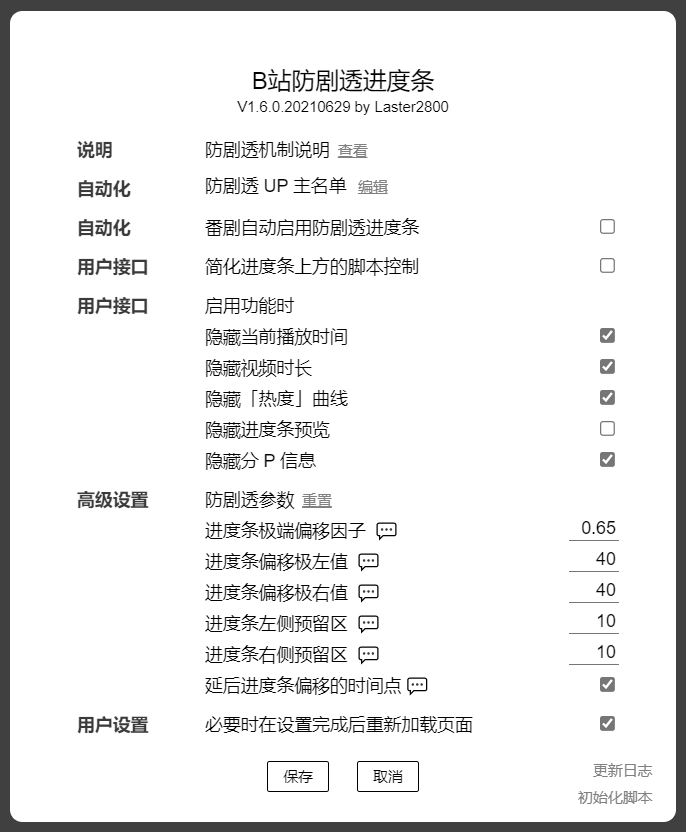 B站防剧透进度条
V1.6.0.20210629 by Laster2800
说明 防剧透机制说明 查看
自动化 防剧透 UP 主名单 编辑
自动化 番剧自动启用防剧透进度条
用户接口 简化进度条上方的脚本控制
用户接口 启用功能时
隐藏当前播放时间
隐藏视频时长
隐藏「热度」曲线
隐藏进度条预览
隐藏分 P 信息
高级设置 防剧透参数 重置
进度条极端偏移因子 0.65
进度条偏移极左值 40
进度条偏移极右值 40
进度条左侧预留区 10
进度条右侧预留区 10
延后进度条偏移的时间点
用户设置 必要时在设置完成后重新加载页面
保存 取消
更新日志
初始化脚本